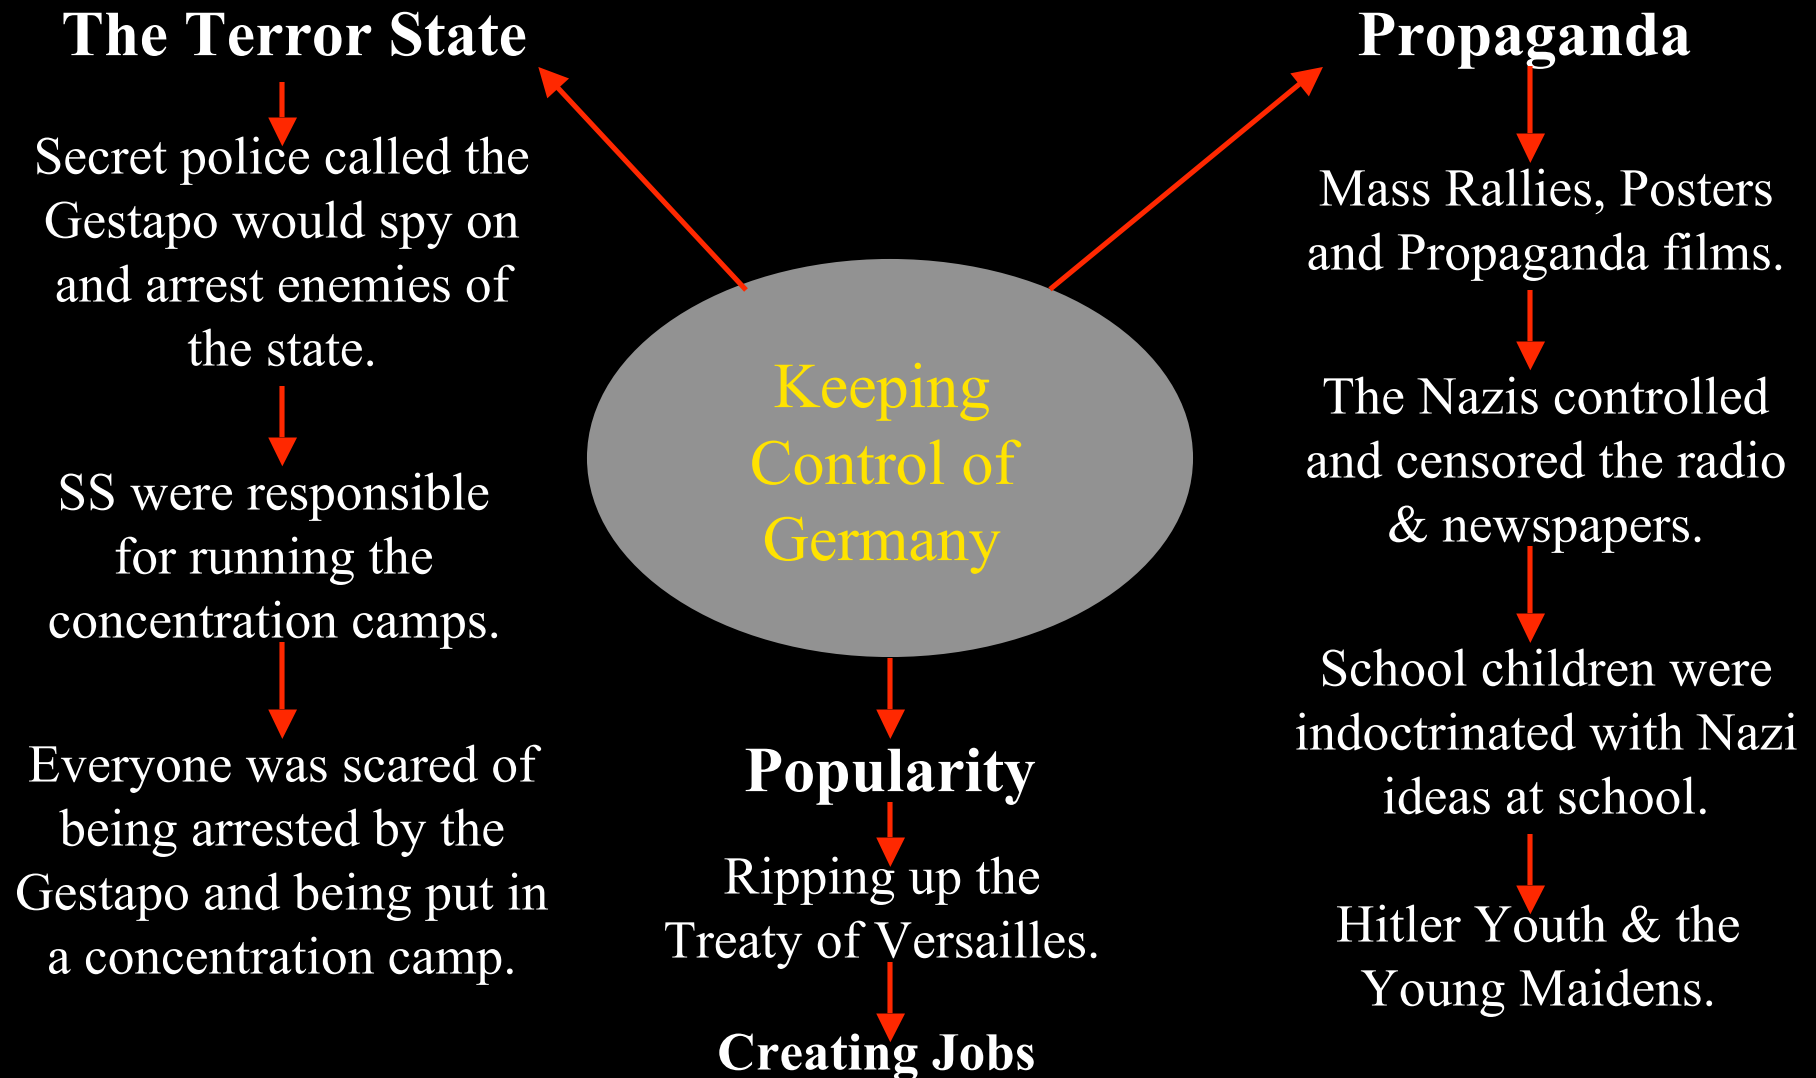 The Terror State
Secret police called the
Gestapo would spy on
and arrest enemies of
the state.
SS were responsible
for running the
concentration camps.
Everyone was scared of
being arrested by the
Gestapo and being put in
a concentration camp.
Keeping
Control of
Germany
Popularity
Ripping up the
Treaty of Versailles.
Creating Jobs
Propaganda
Mass Rallies, Posters
and Propaganda films.
The Nazis controlled
and censored the radio
& newspapers.
School children were
indoctrinated with Nazi
ideas at school.
Hitler Youth & the
Young Maidens.